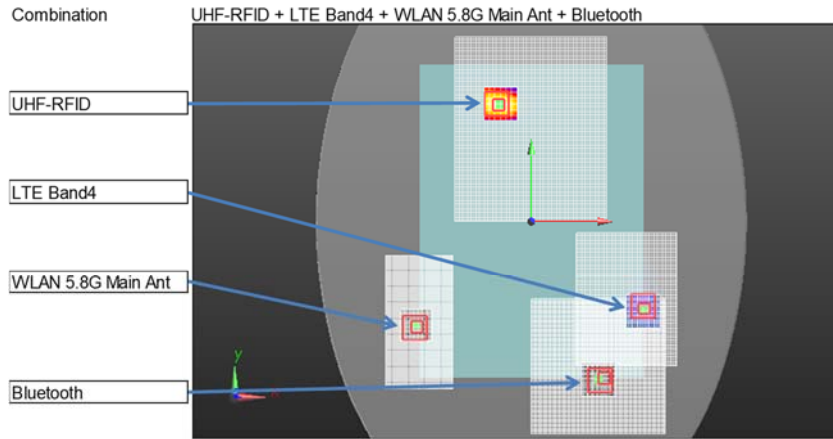 Combination UHF-RFID + LTE Band4 + WLAN 5.8G Main Ant + Bluetooth
UHF-RFID
LTE Band4
WLAN 5.8G Main Ant
Bluetooth
y
x